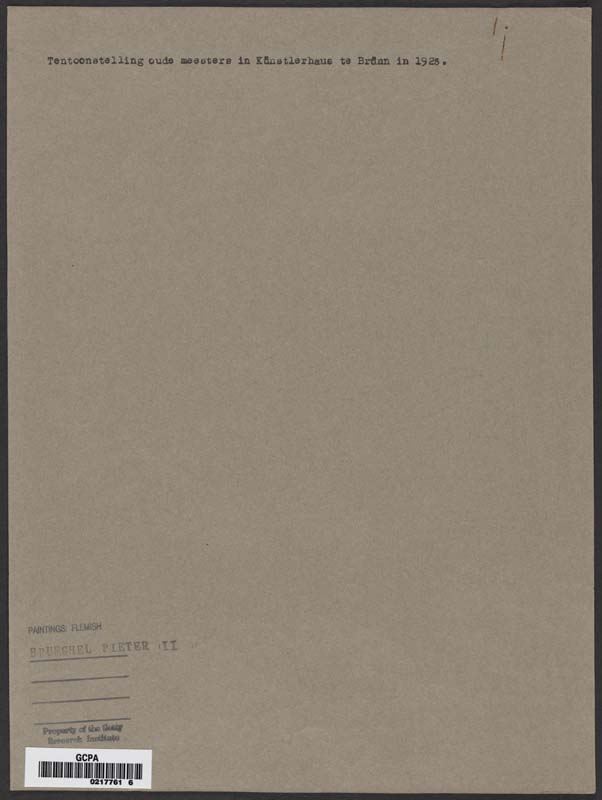 Tentoonstelling oude meesters in Künstlerhaus te Brünn in 1925.
PAINTINGS: FLEMISH
BRUEGHEL PIETER II
Property of the Getty
Research Institute
GCPA
0217761 6